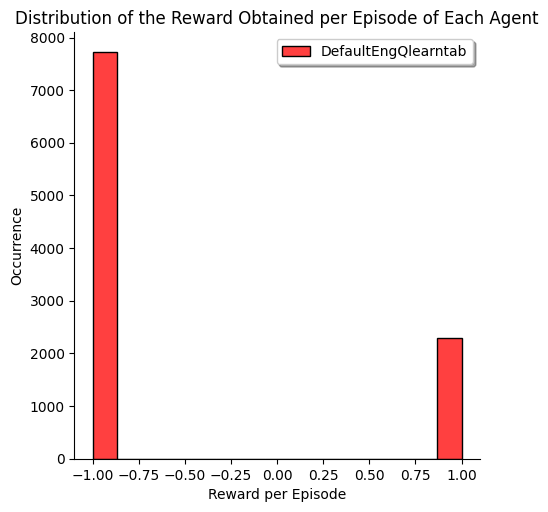 Distribution of the Reward Obtained per Episode of Each Agent
DefaultEngQlearntab
8000
7000
6000
5000
4000
3000
2000
1000
0
Occurrence
−1.00 −0.75 −0.50 −0.25 0.00 0.25 0.50 0.75 1.00
Reward per Episode